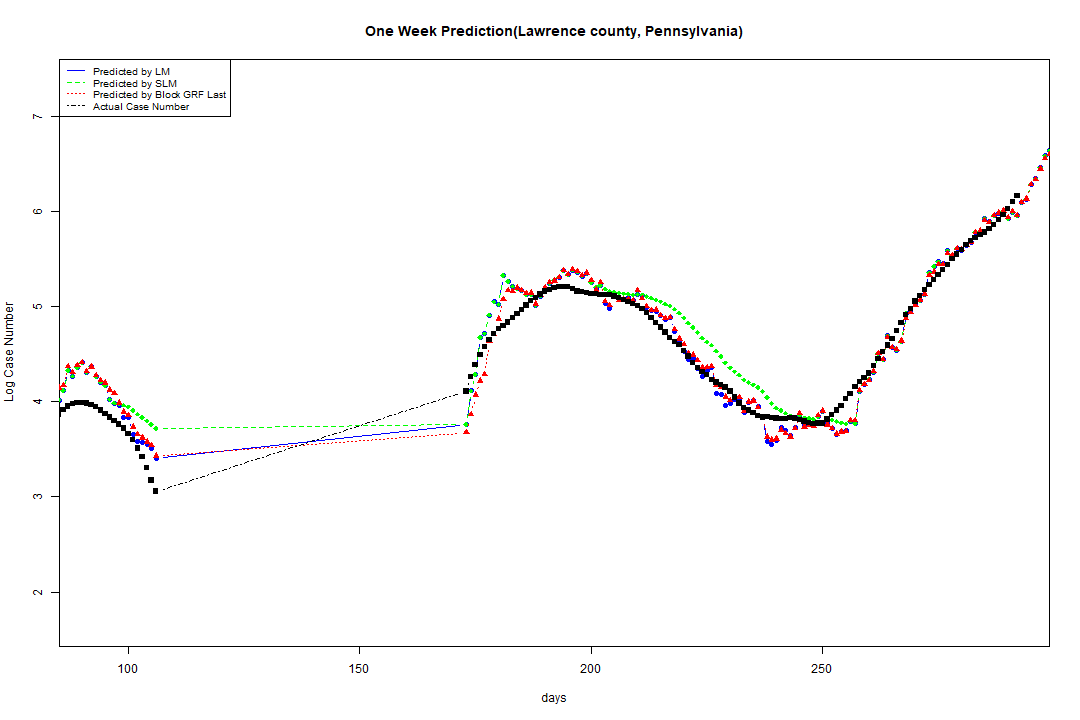 One Week Prediction(Lawrence county, Pennsylvania)
Predicted by LM
Predicted by SLM
Predicted by Block GRF Last
Actual Case Number
7
6
5
4
3
2
Log Case Number
100 150 200 250
days